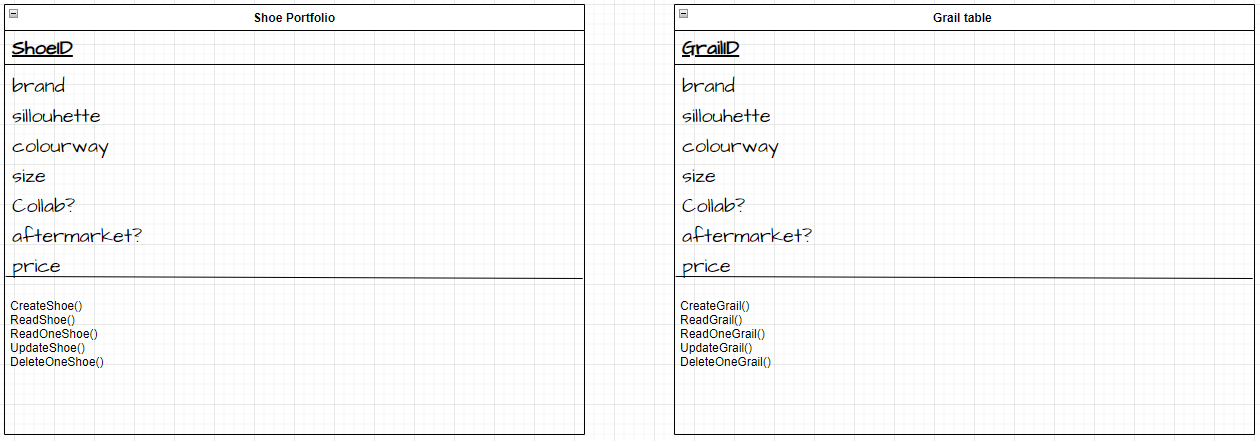 Shoe Portfolio
ShoeID
brand
sillouhette
colourway
size
Collab?
aftermarket?
price
CreateShoe()
ReadShoe()
ReadOneShoe()
UpdateShoe()
DeleteOneShoe()
Grail table
GrailID
brand
sillouhette
colourway
size
Collab?
aftermarket?
price
CreateGrail()
ReadGrail()
ReadOneGrail()
UpdateGrail()
DeleteOneGrail()